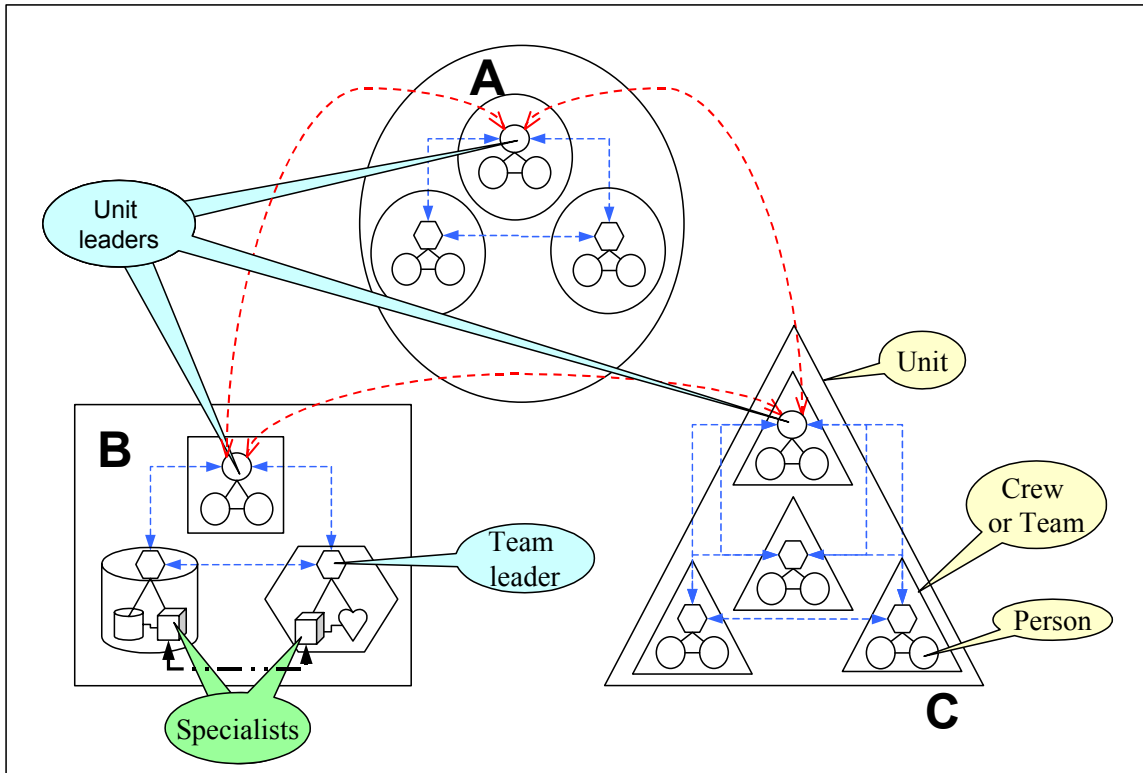 A
Unit
leaders
Unit
B
Crew
or Team
Team
leader
Person
C
Specialists